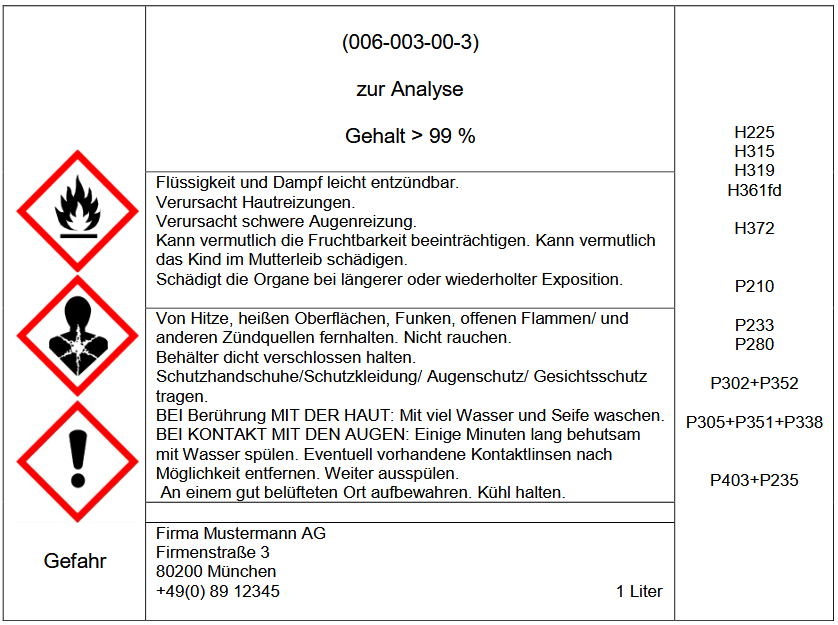 (006-003-00-3)
zur Analyse
Gehalt > 99 %
Flüssigkeit und Dampf leicht entzündbar.
Verursacht Hautreizungen.
Verursacht schwere Augenreizung.
Kann vermutlich die Fruchtbarkeit beeinträchtigen. Kann vermutlich
das Kind im Mutterleib schädigen.
Schädigt die Organe bei längerer oder wiederholter Exposition.
Von Hitze, heißen Oberflächen, Funken, offenen Flammen/ und
anderen Zündquellen fernhalten. Nicht rauchen.
Behälter dicht verschlossen halten.
Schutzhandschuhe/Schutzkleidung/ Augenschutz/ Gesichtsschutz
tragen.
BEI Berührung MIT DER HAUT: Mit viel Wasser und Seife waschen.
BEI KONTAKT MIT DEN AUGEN: Einige Minuten lang behutsam
mit Wasser spülen. Eventuell vorhandene Kontaktlinsen nach
Möglichkeit entfernen. Weiter ausspülen.
An einem gut belüfteten Ort aufbewahren. Kühl halten.
Gefahr
Firma Mustermann AG
Firmenstraße 3
80200 München
+49(0) 89 12345
1 Liter
H225
H315
H319
H361fd
H372
P210
P233
P280
P302+P352
P305+P351+P338
P403+P235